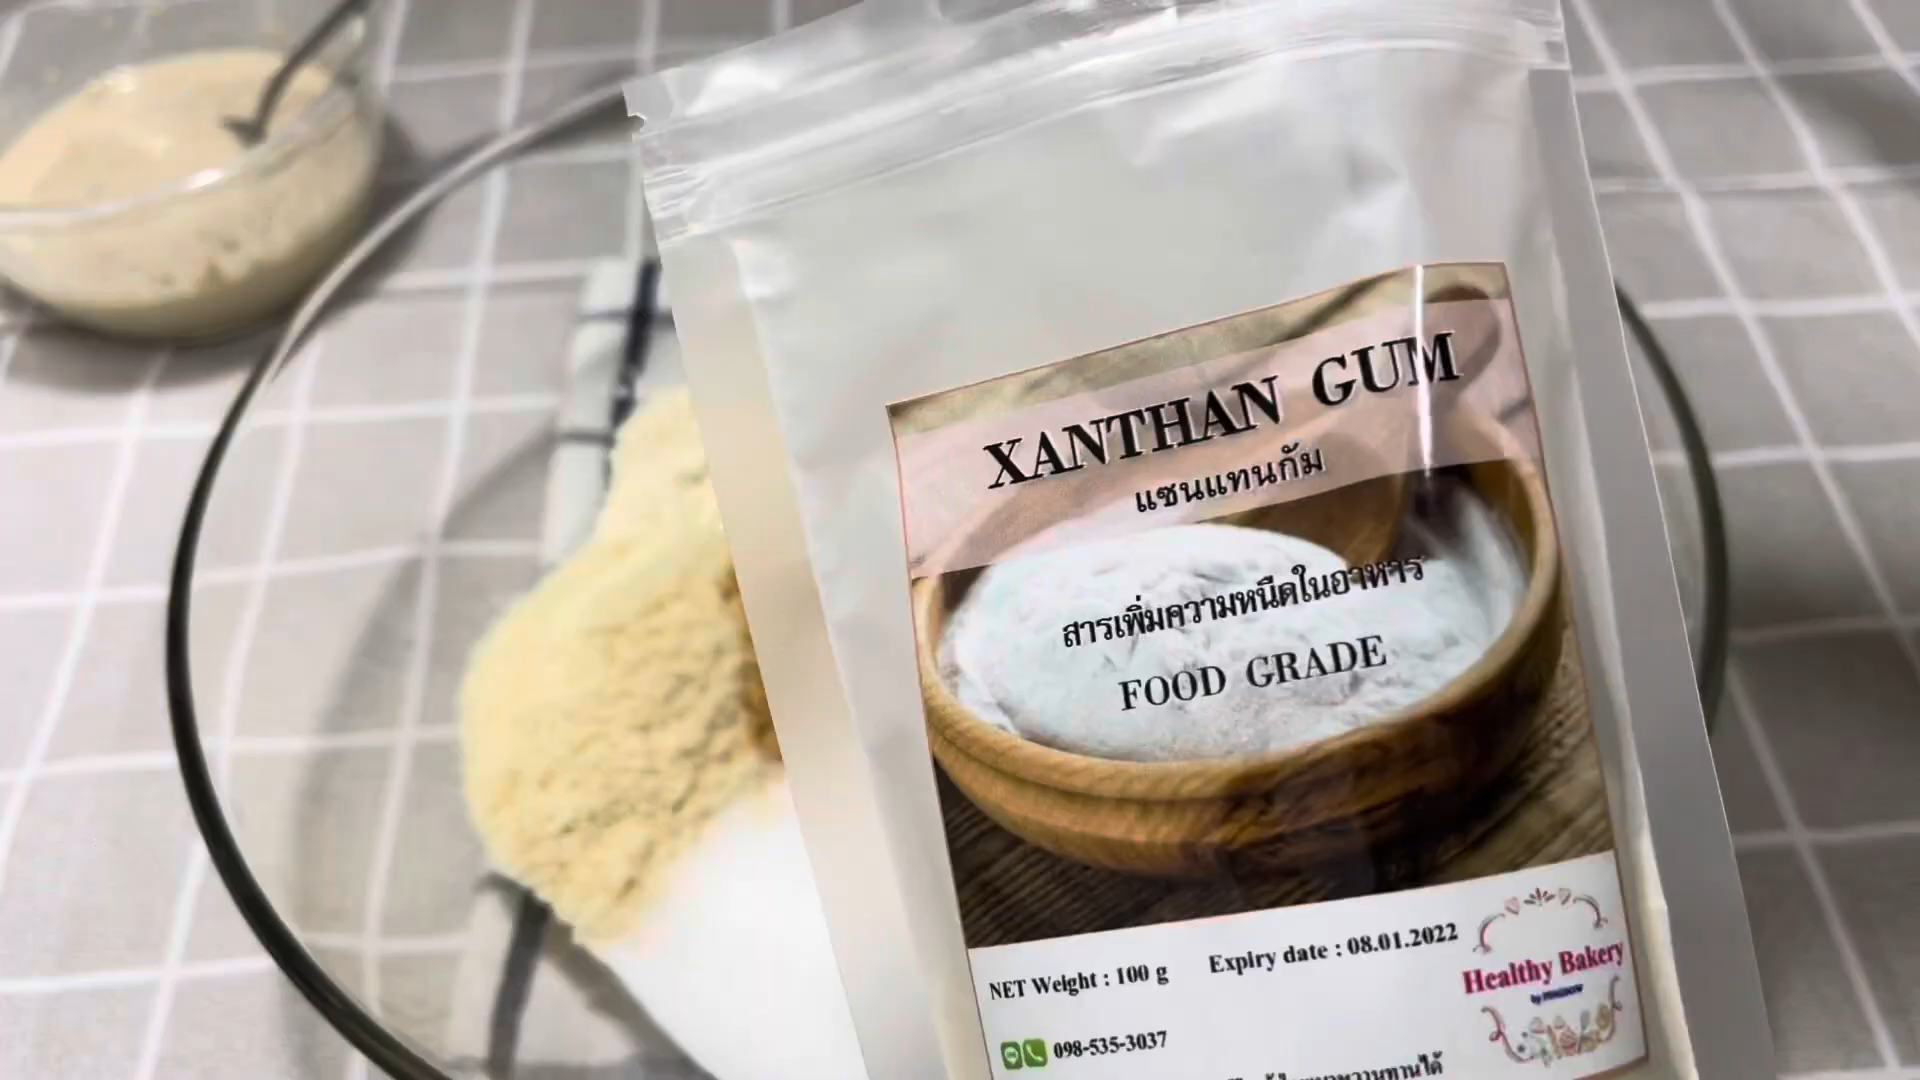 XANTHAN GUM
แซนแทนกัม
สารเพิ่มความหนืดในอาหาร
FOOD GRADE
NET Weight : 100 g
Expiry date : 08.01.2022
Healthy Bakery
098-535-3037